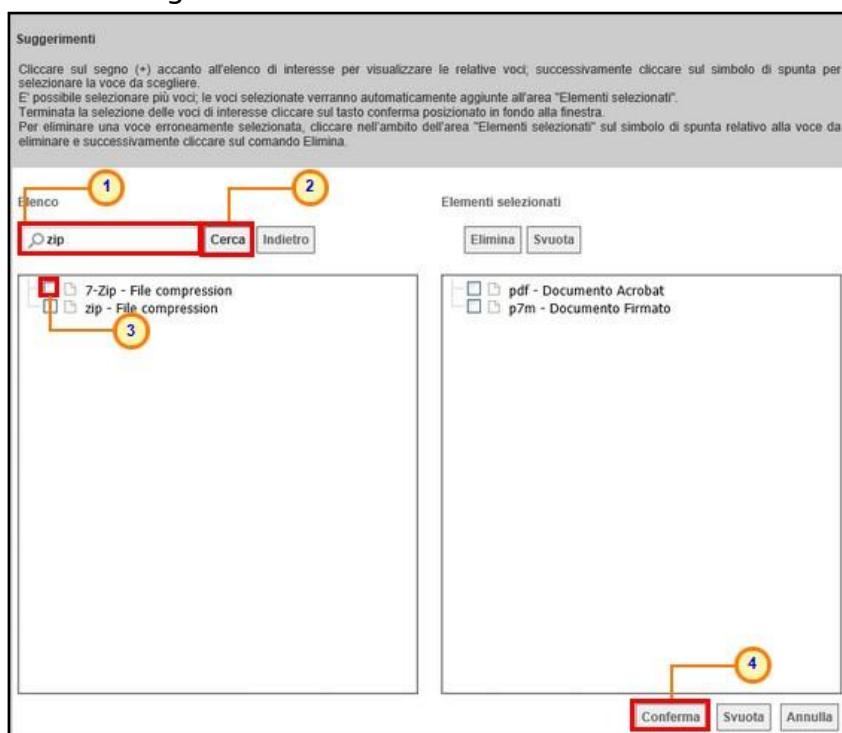 Suggerimenti
Cliccare sul segno (+) accanto all'elenco di interesse per visualizzare le relative voci; successivamente cliccare sul simbolo di spunta per
selezionare la voce da scegliere.
E' possibile selezionare più voci; le voci selezionate verranno automaticamente aggiunte all'area "Elementi selezionati".
Terminata la selezione delle voci di interesse cliccare sul tasto conferma posizionato in fondo alla finestra.
Per eliminare una voce erroneamente selezionata, cliccare nell'ambito dell'area "Elementi selezionati" sul simbolo di spunta relativo alla voce da
eliminare e successivamente cliccare sul comando Elimina.
1 2
Elenco Elementi selezionati
zip Cerca Indietro Elimina Svuota
7-Zip - File compression pdf - Documento Acrobat
zip - File compression p7m - Documento Firmato
3
4
Conferma Svuota Annulla